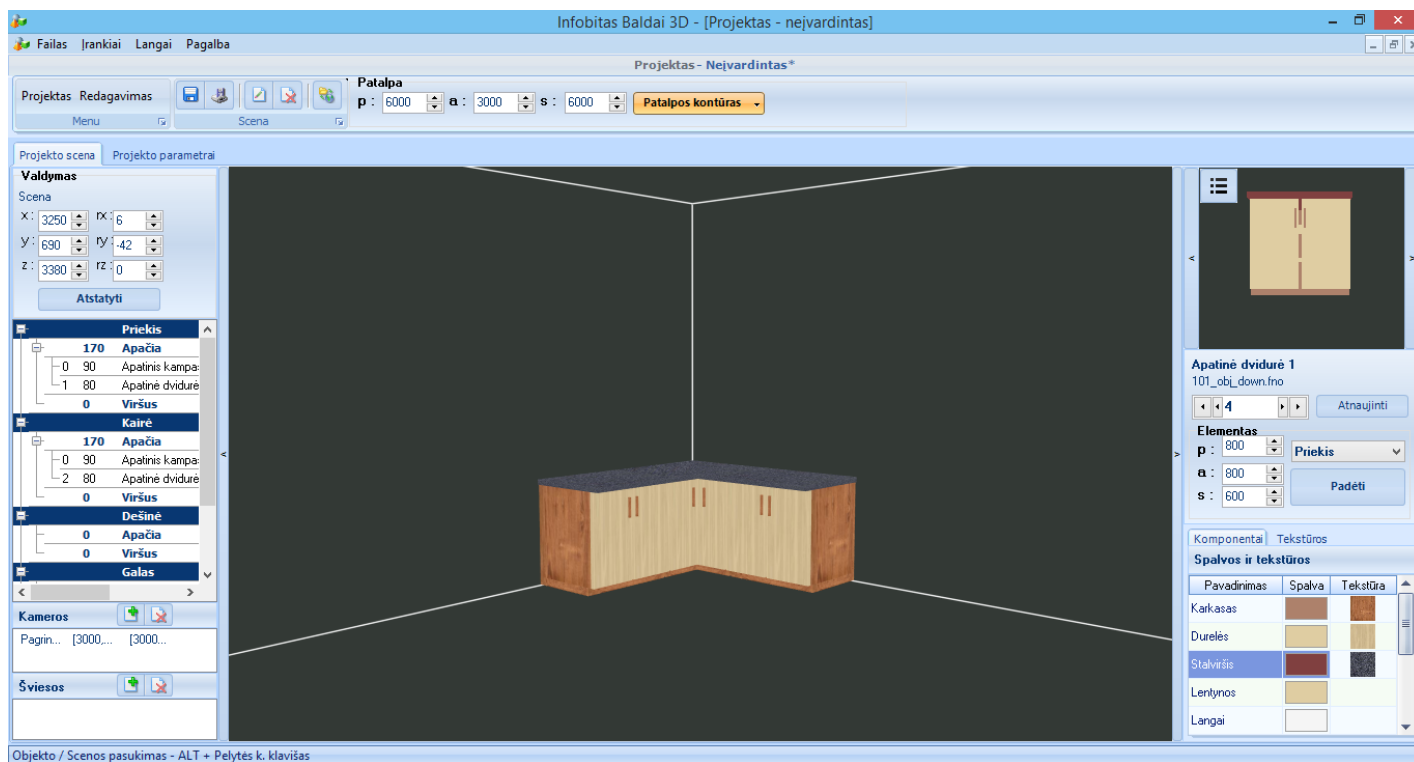 Infobitas Baldai 3D - [Projektas - neįvardintas]
Failas Įrankiai Langai Pagalba
Projektas - Neįvardintas*
Projektas Redagavimas
Menu
Scena
Patalpa
p : 6000 a : 3000 s : 6000 Patalpos kontūras
Projekto scena Projekto parametrai
Valdymas
Scena
x : 3250 rx : 6
y : 690 ry : -42
z : 3380 rz : 0
Atstatyti
Priekis
170 Apačia
0 90 Apatinis kampa
1 80 Apatinė dvidurė
0 Viršus
Kairė
170 Apačia
0 90 Apatinis kampa
2 80 Apatinė dvidurė
0 Viršus
Dešinė
0 Apačia
0 Viršus
Galas
Kameros
Pagrin... [3000,... [3000...
Šviesos
Apatinė dvidurė 1
101_obj_down.fno
4 Atnaujinti
Elementas
p : 800 Priekis
a : 800
s : 600 Padėti
Komponentai Tekstūros
Spalvos ir tekstūros
Pavadinimas Spalva Tekstūra
Karkasas
Durelės
Stalviršis
Lentynos
Langai
Objekto / Scenos pasukimas - ALT + Pelytės k. klavišas